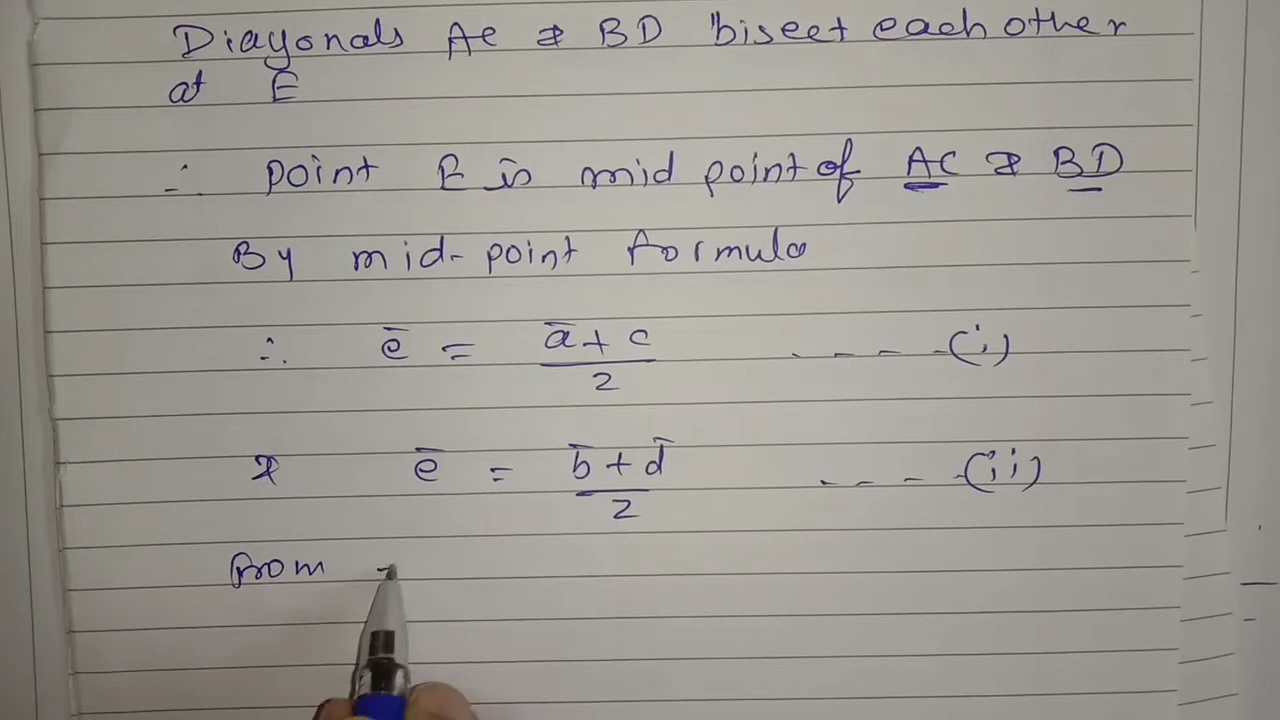 Diagonals AC & BD bisect each other
at E
∴ point E is mid point of AC & BD
By mid-point formula
∴ e̅ = a̅ + c̅ / 2 - - - - (i)
& e̅ = b̅ + d̅ / 2 - - - - (ii)
From